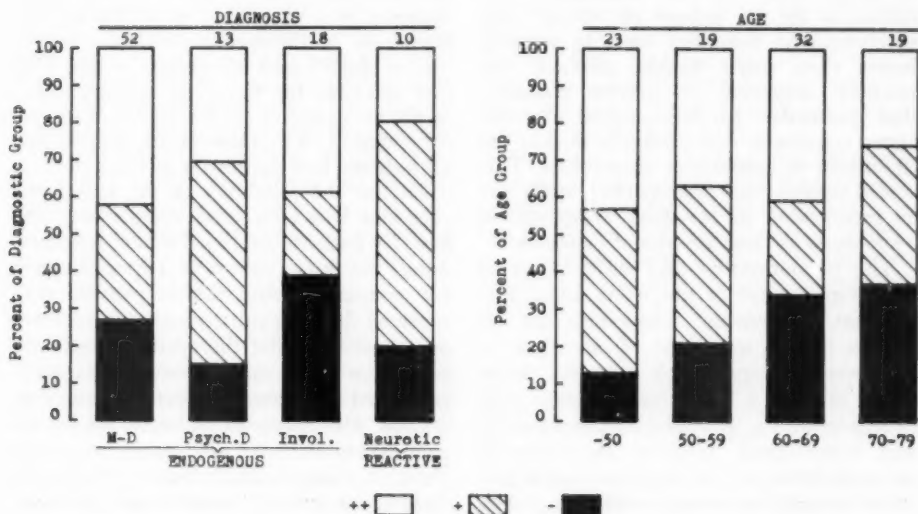 DIAGNOSIS
52 13 18 10
100
90
80
70
60
50
40
30
20
10
0
Percent of Diagnostic Group
M-D Psych.D Invol. Neurotic
ENDOGENOUS REACTIVE
AGE
23 19 32 19
100
90
80
70
60
50
40
30
20
10
0
Percent of Age Group
-50 50-59 60-69 70-79
++ + -